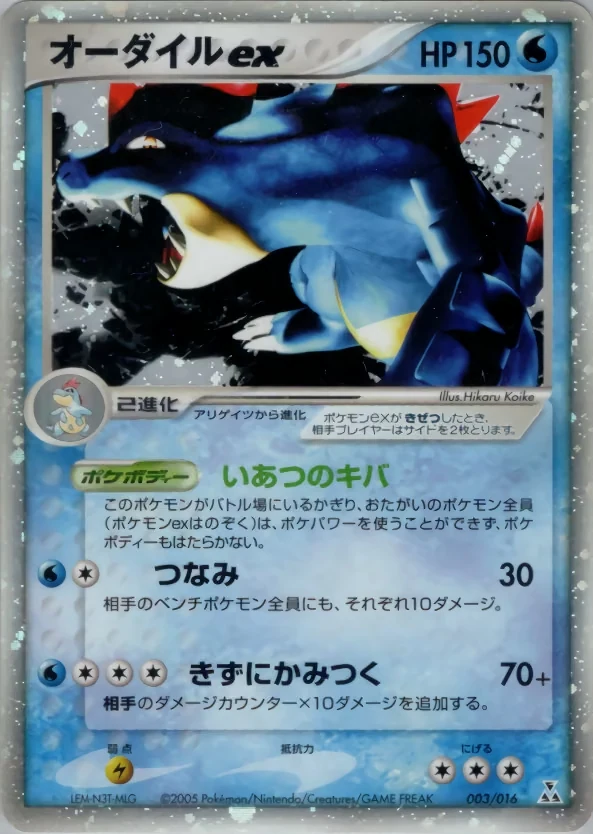 オーダイルex HP150
Illus.Hikaru Koike
2進化 アリゲイツから進化
ポケモンexがきぜつしたとき、
相手プレイヤーはサイドを2枚とります。
ポケボディー いあつのキバ
このポケモンがバトル場にいるかぎり、おたがいのポケモン全員
(ポケモンexはのぞく)は、ポケパワーを使うことができず、ポケ
ボディーもはたらかない。
つなみ 30
相手のベンチポケモン全員にも、それぞれ10ダメージ。
きずにかみつく 70+
相手のダメージカウンター×10ダメージを追加する。
弱点 抵抗力 にげる
LEM-N3T-MLG ©2005 Pokémon/Nintendo/Creatures/GAME FREAK 003/016